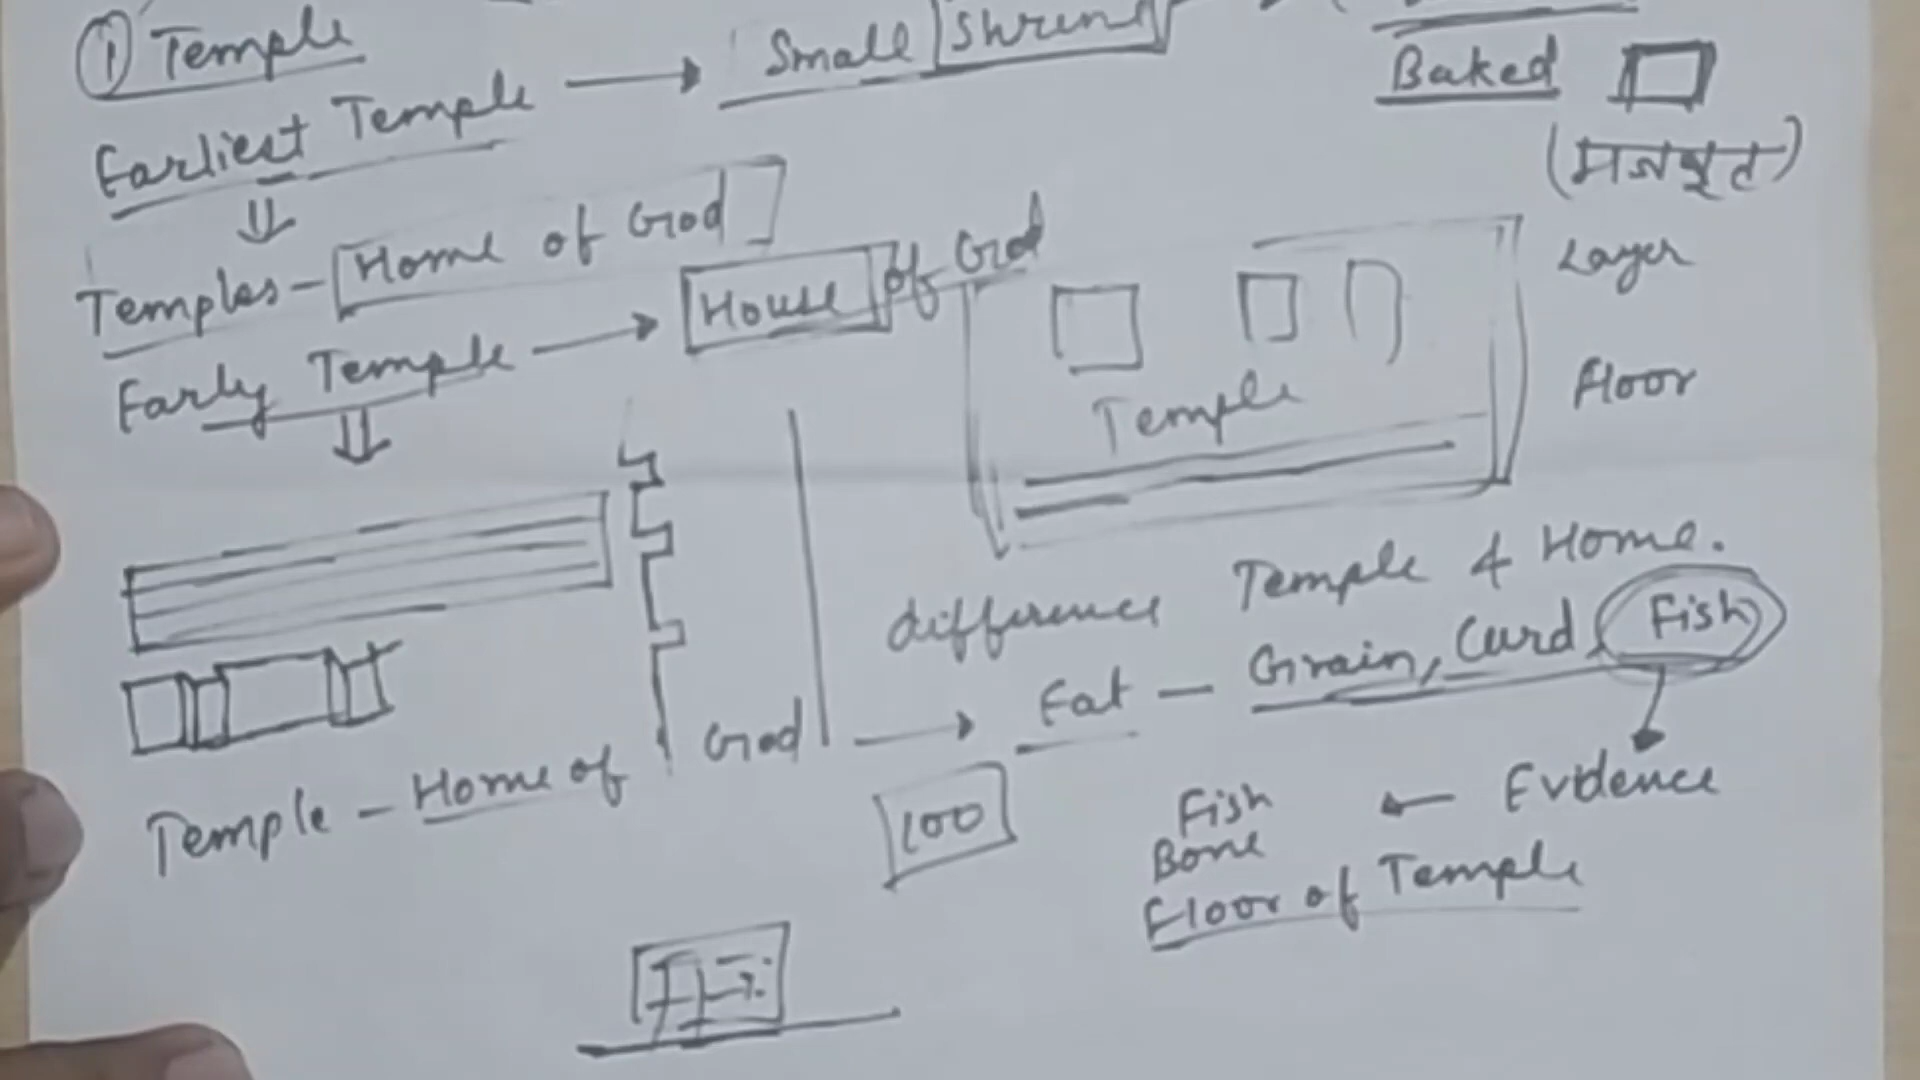 ① Temple
Earliest Temple → Small Shrine
Baked
(मजबूत)
Temples - Home of God
Early Temple → House of God
Layer
Floor
Temple
difference Temple & Home.
God → Eat - Grain, Curd, Fish
Temple - Home of
100
Evidence
Fish
Bone
Floor of Temple